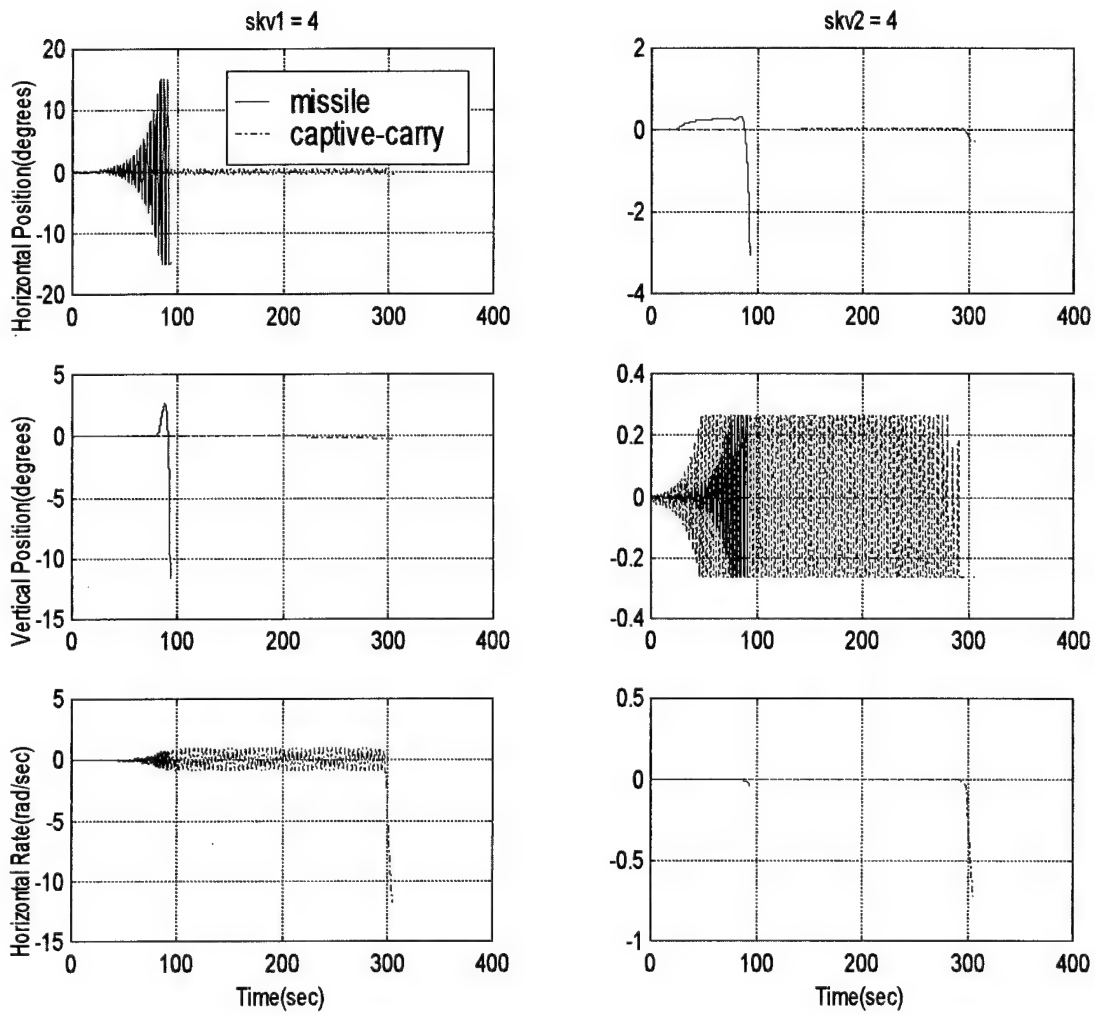 skv1 = 4
skv2 = 4
Horizontal Position(degrees)
20
10
0
-10
-20
missile
captive-carry
0 100 200 300 400
2
0
-2
-4
0 100 200 300 400
Vertical Position(degrees)
5
0
-5
-10
-15
0 100 200 300 400
0.4
0.2
0
-0.2
-0.4
0 100 200 300 400
Horizontal Rate(rad/sec)
5
0
-5
-10
-15
0 100 200 300 400
Time(sec)
0.5
0
-0.5
-1
0 100 200 300 400
Time(sec)